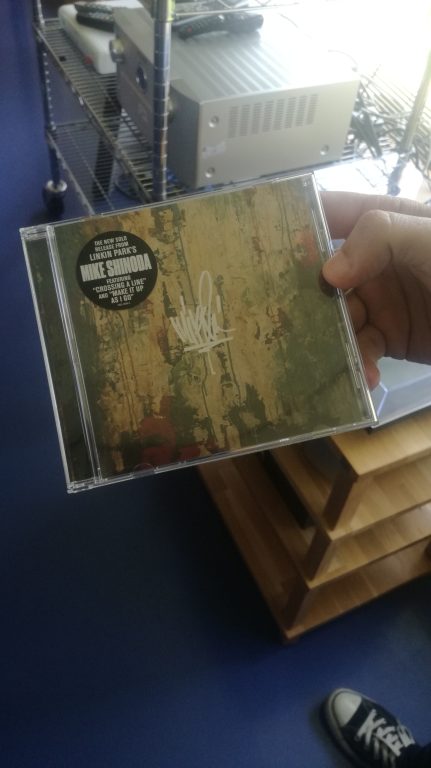 THE NEW SOLO
RELEASE FROM
LINKIN PARK'S
MIKE SHINODA
FEATURING
"CROSSING A LINE"
AND "MAKE IT UP
AS I GO"